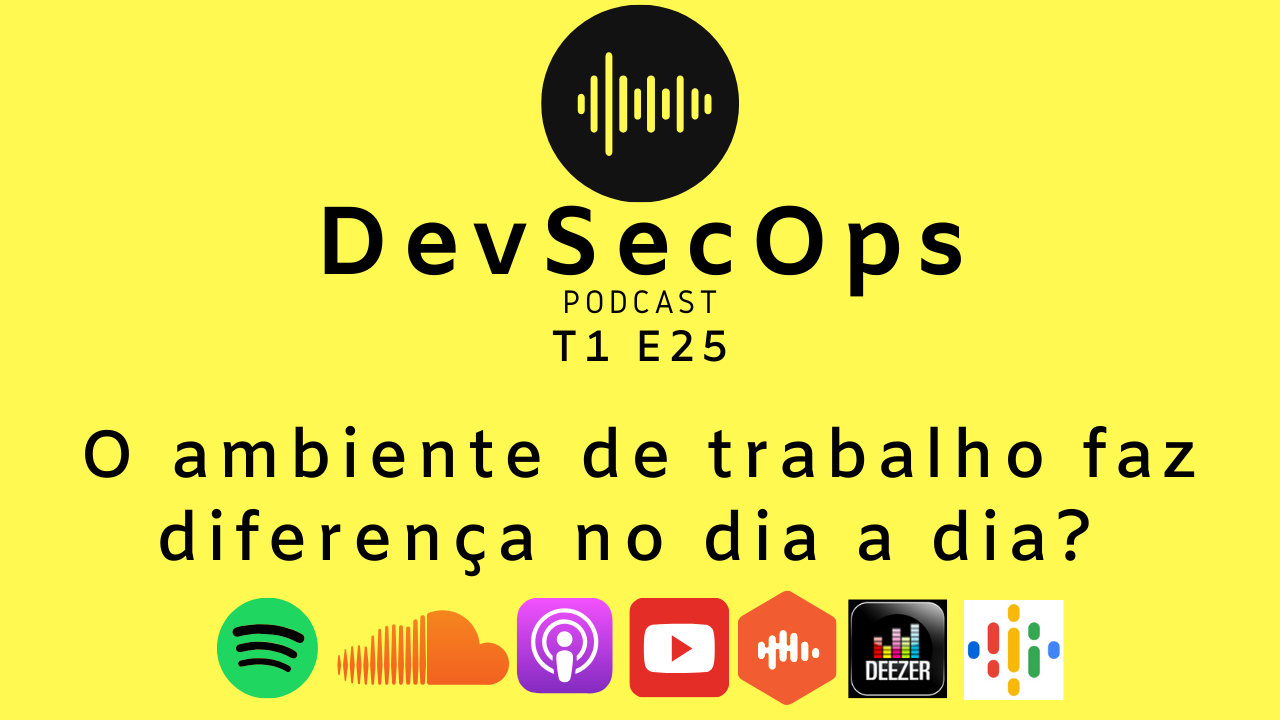 DevSecOps
PODCAST
T1 E25
O ambiente de trabalho faz
diferença no dia a dia?
DEEZER